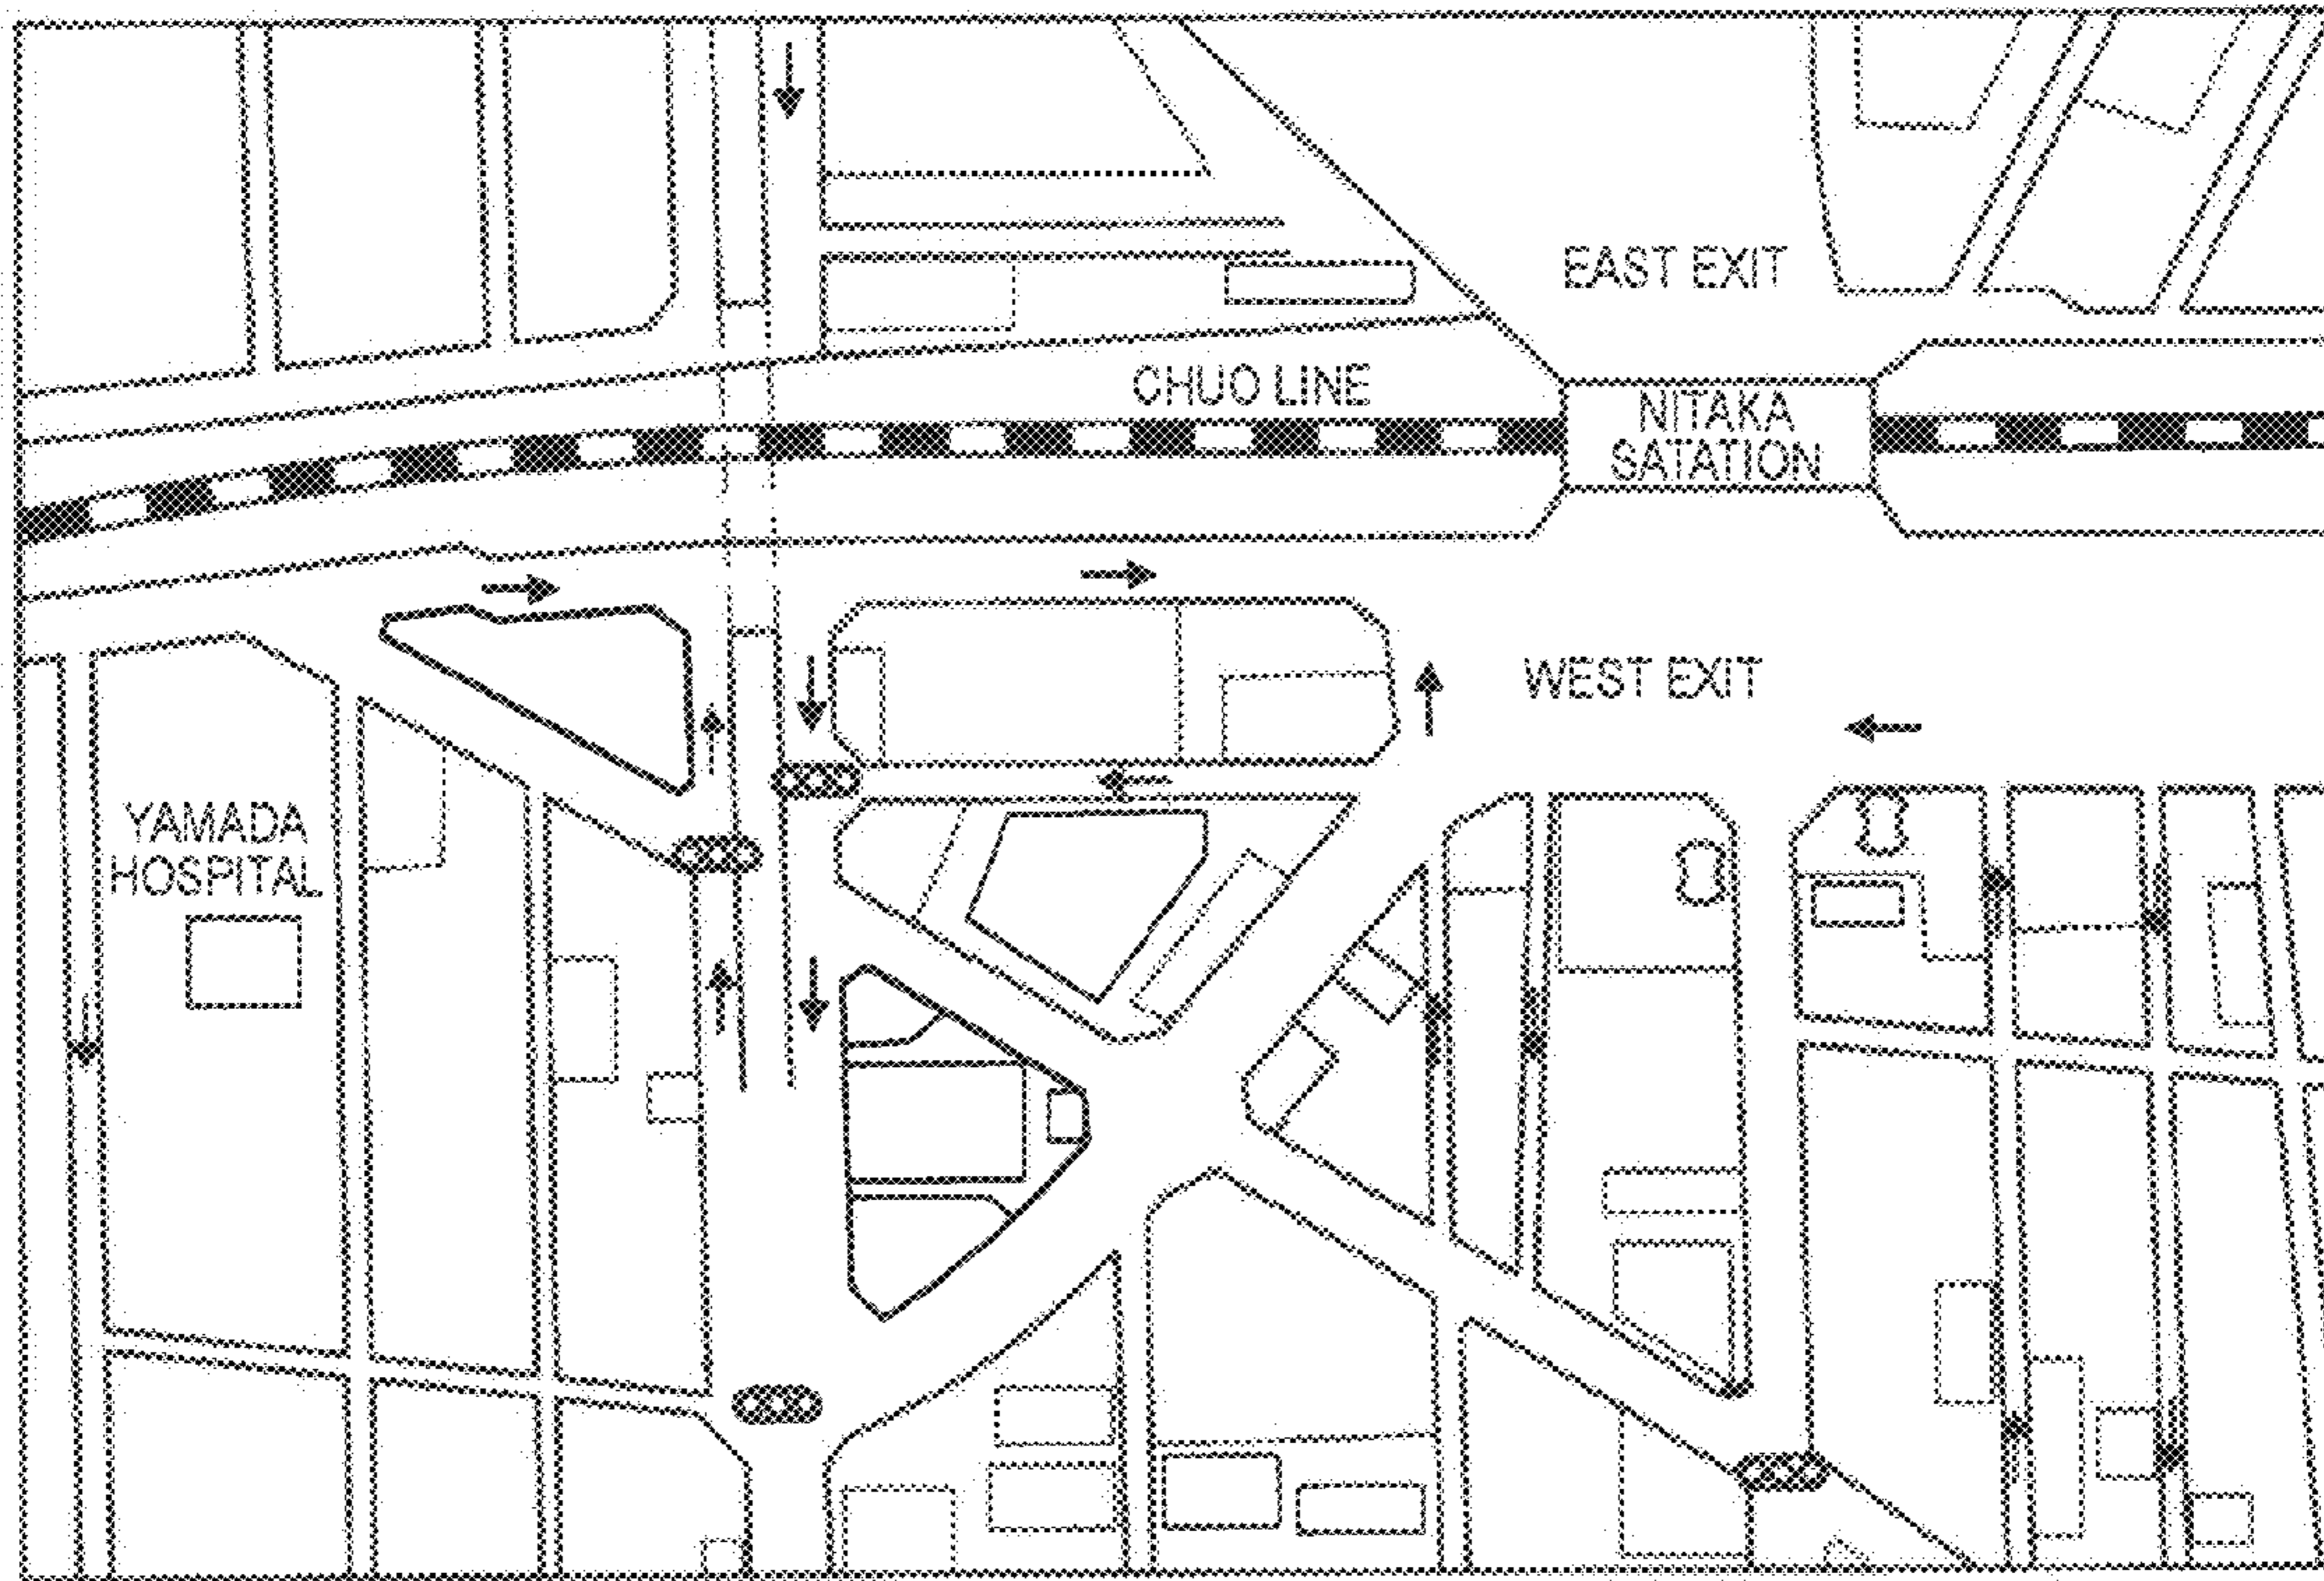 EAST EXIT
CHUO LINE
NITAKA
SATATION
WEST EXIT
YAMADA
HOSPITAL